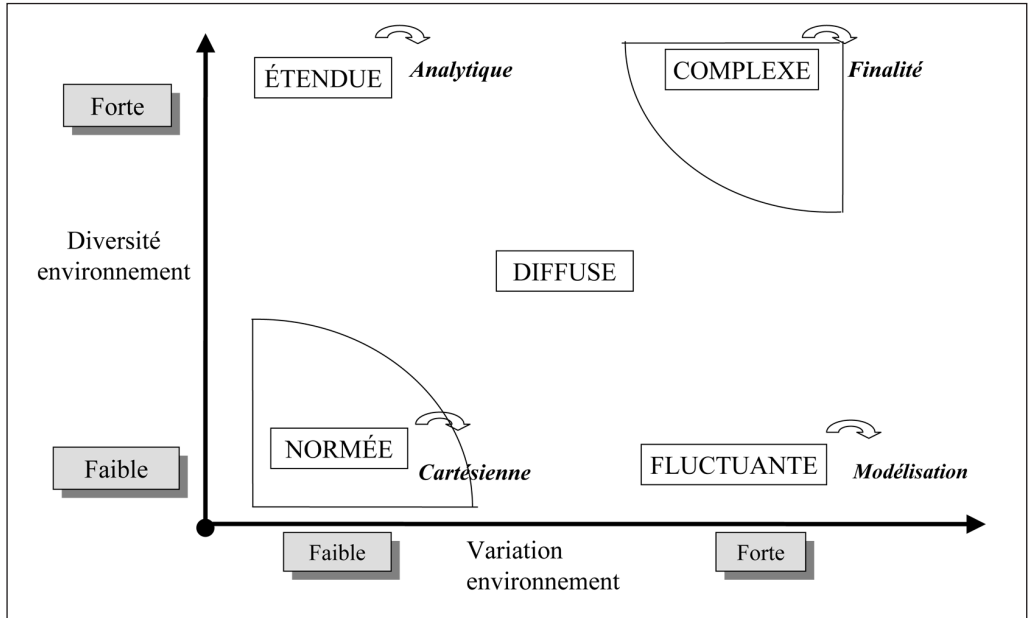 ÉTENDUE
Analytique
COMPLEXE
Finalité
Forte
Diversité
environnement
DIFFUSE
NORMÉE
Cartésienne
FLUCTUANTE
Modélisation
Faible
Faible
Variation
environnement
Forte